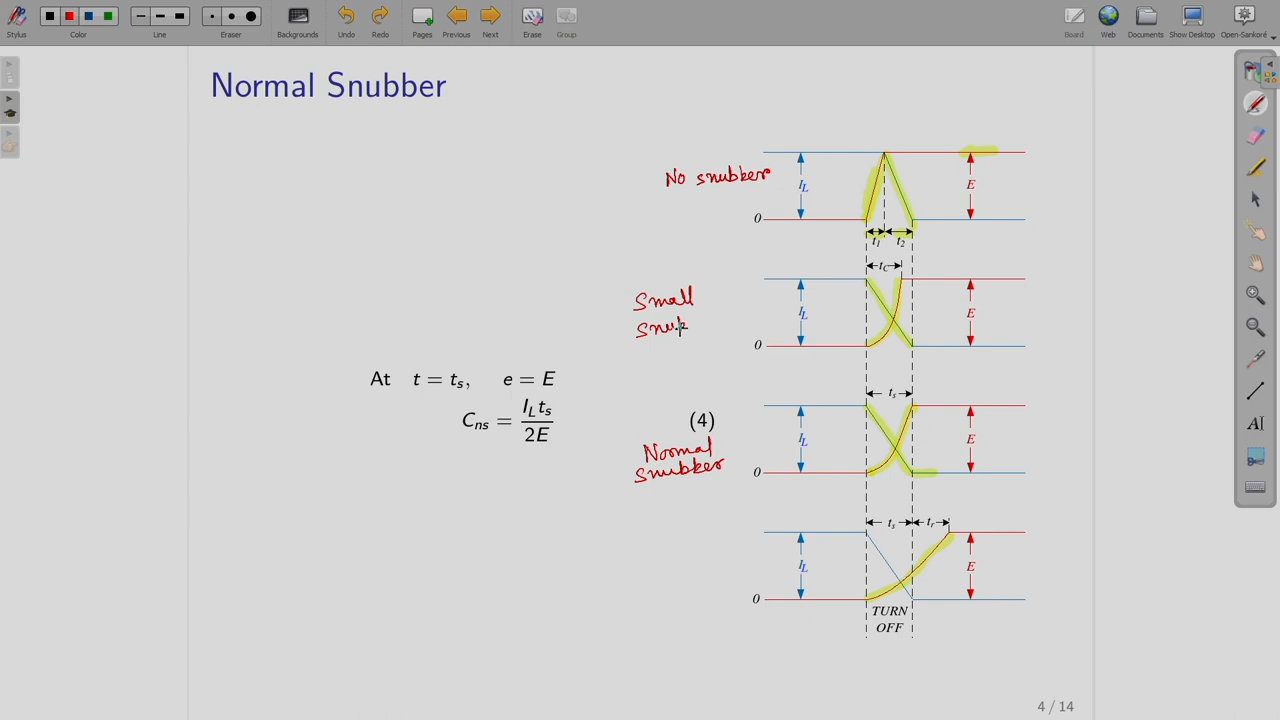 Stylus
Color
Line
Eraser
Backgrounds
Undo
Redo
Pages
Previous
Next
Erase
Group
Board
Web
Documents
Show Desktop
Open-Sankoré
Normal Snubber
No snubber
I_L
E
0
t_1
t_2
t_C
Small
snub
I_L
E
0
At t = t_s, e = E
C_ns = I_L t_s / 2E (4)
Normal
snubber
t_s
I_L
E
0
t_s
t_r
I_L
E
0
TURN
OFF
4 / 14